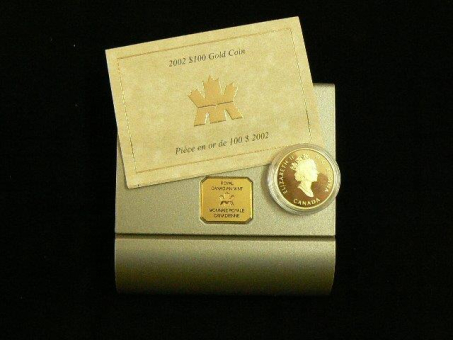 2002 $100 Gold Coin
Pièce en or de 100 $ 2002
ROYAL
CANADIAN MINT
MONNAIE ROYALE
CANADIENNE
ELIZABETH II
CANADA